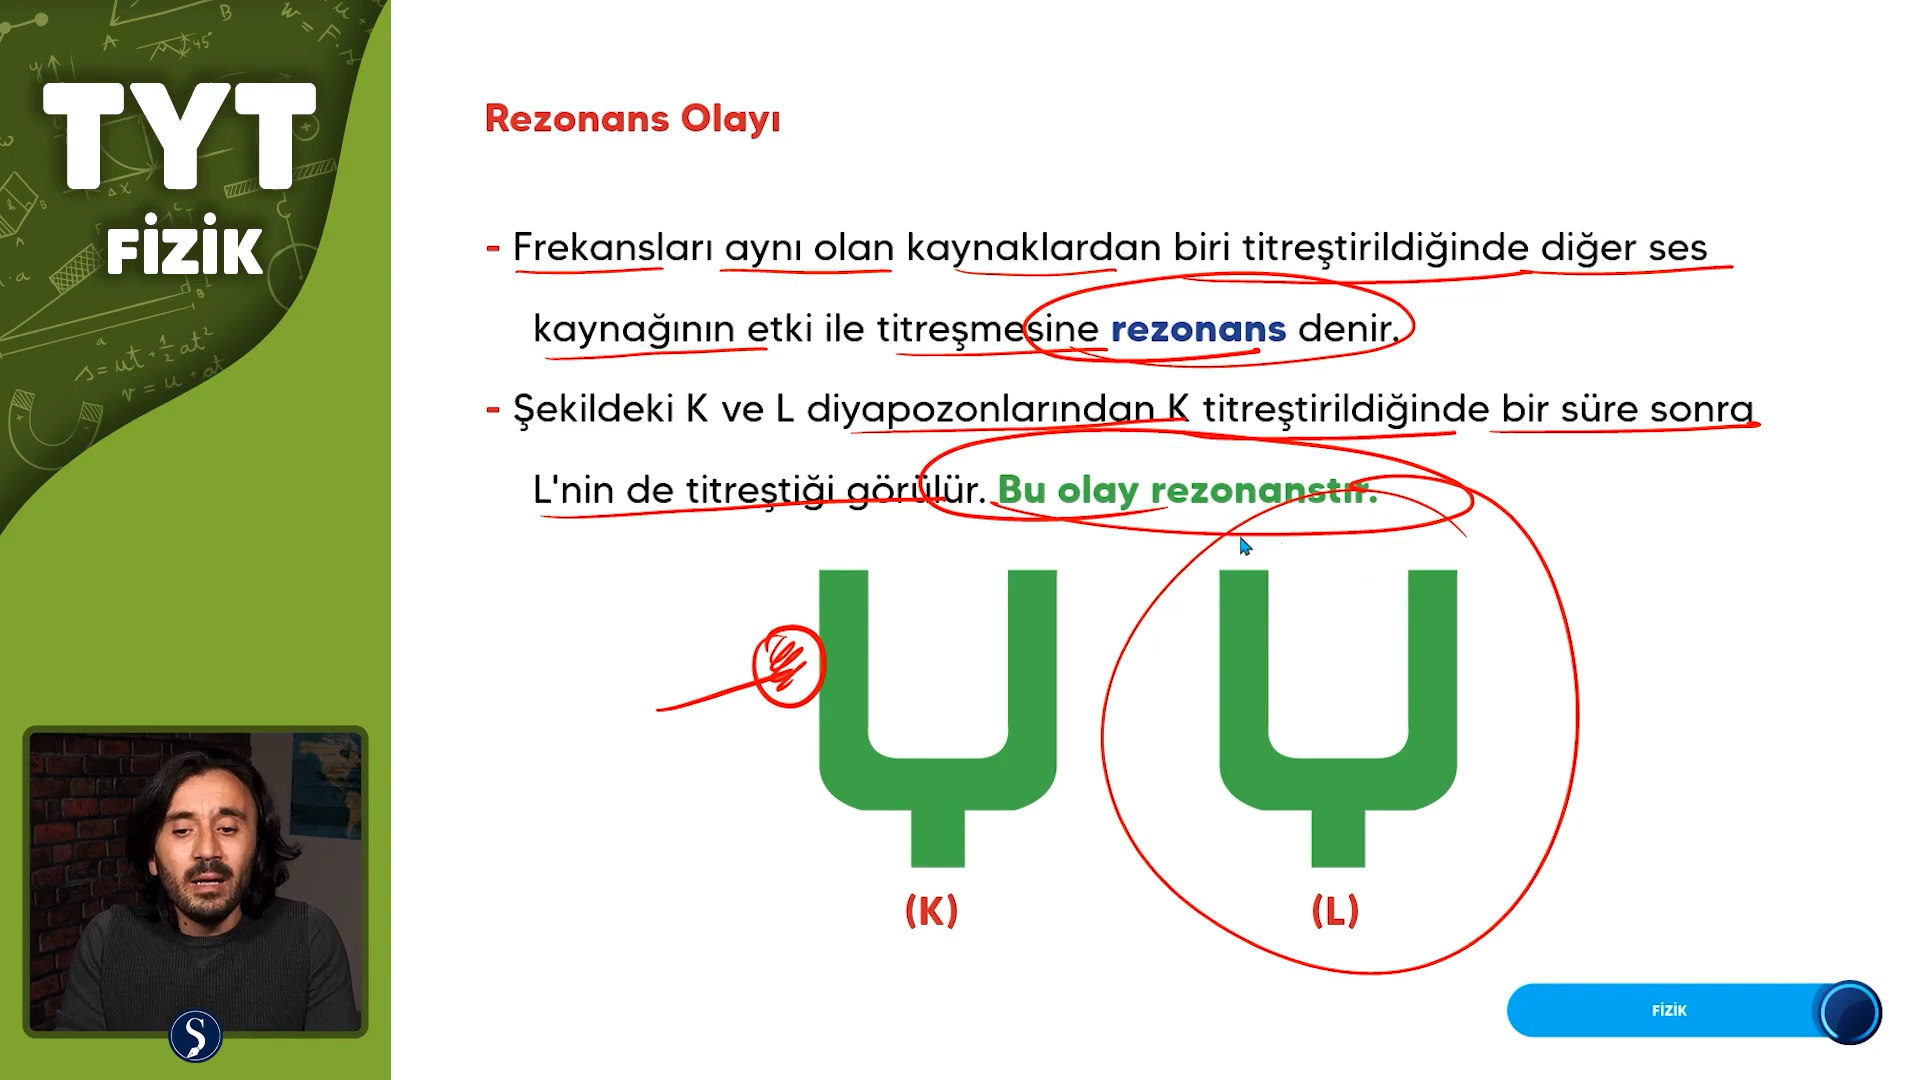 TYT
FİZİK
Rezonans Olayı
- Frekansları aynı olan kaynaklardan biri titreştirildiğinde diğer ses
kaynağının etki ile titreşmesine rezonans denir.
- Şekildeki K ve L diyapozonlarından K titreştirildiğinde bir süre sonra
L'nin de titreştiği görülür. Bu olay rezonanstır.
(K)
(L)
FİZİK
S